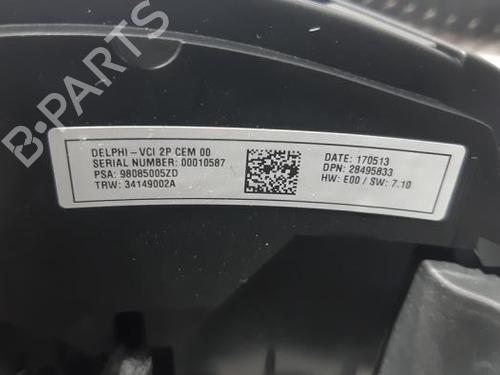 DELPHI - VCI 2P CEM 00
SERIAL NUMBER: 00010587
PSA: 98085005ZD
TRW: 34149002A
DATE: 170513
DPN: 28495833
HW: E00 / SW: 7.10
B-PARTS